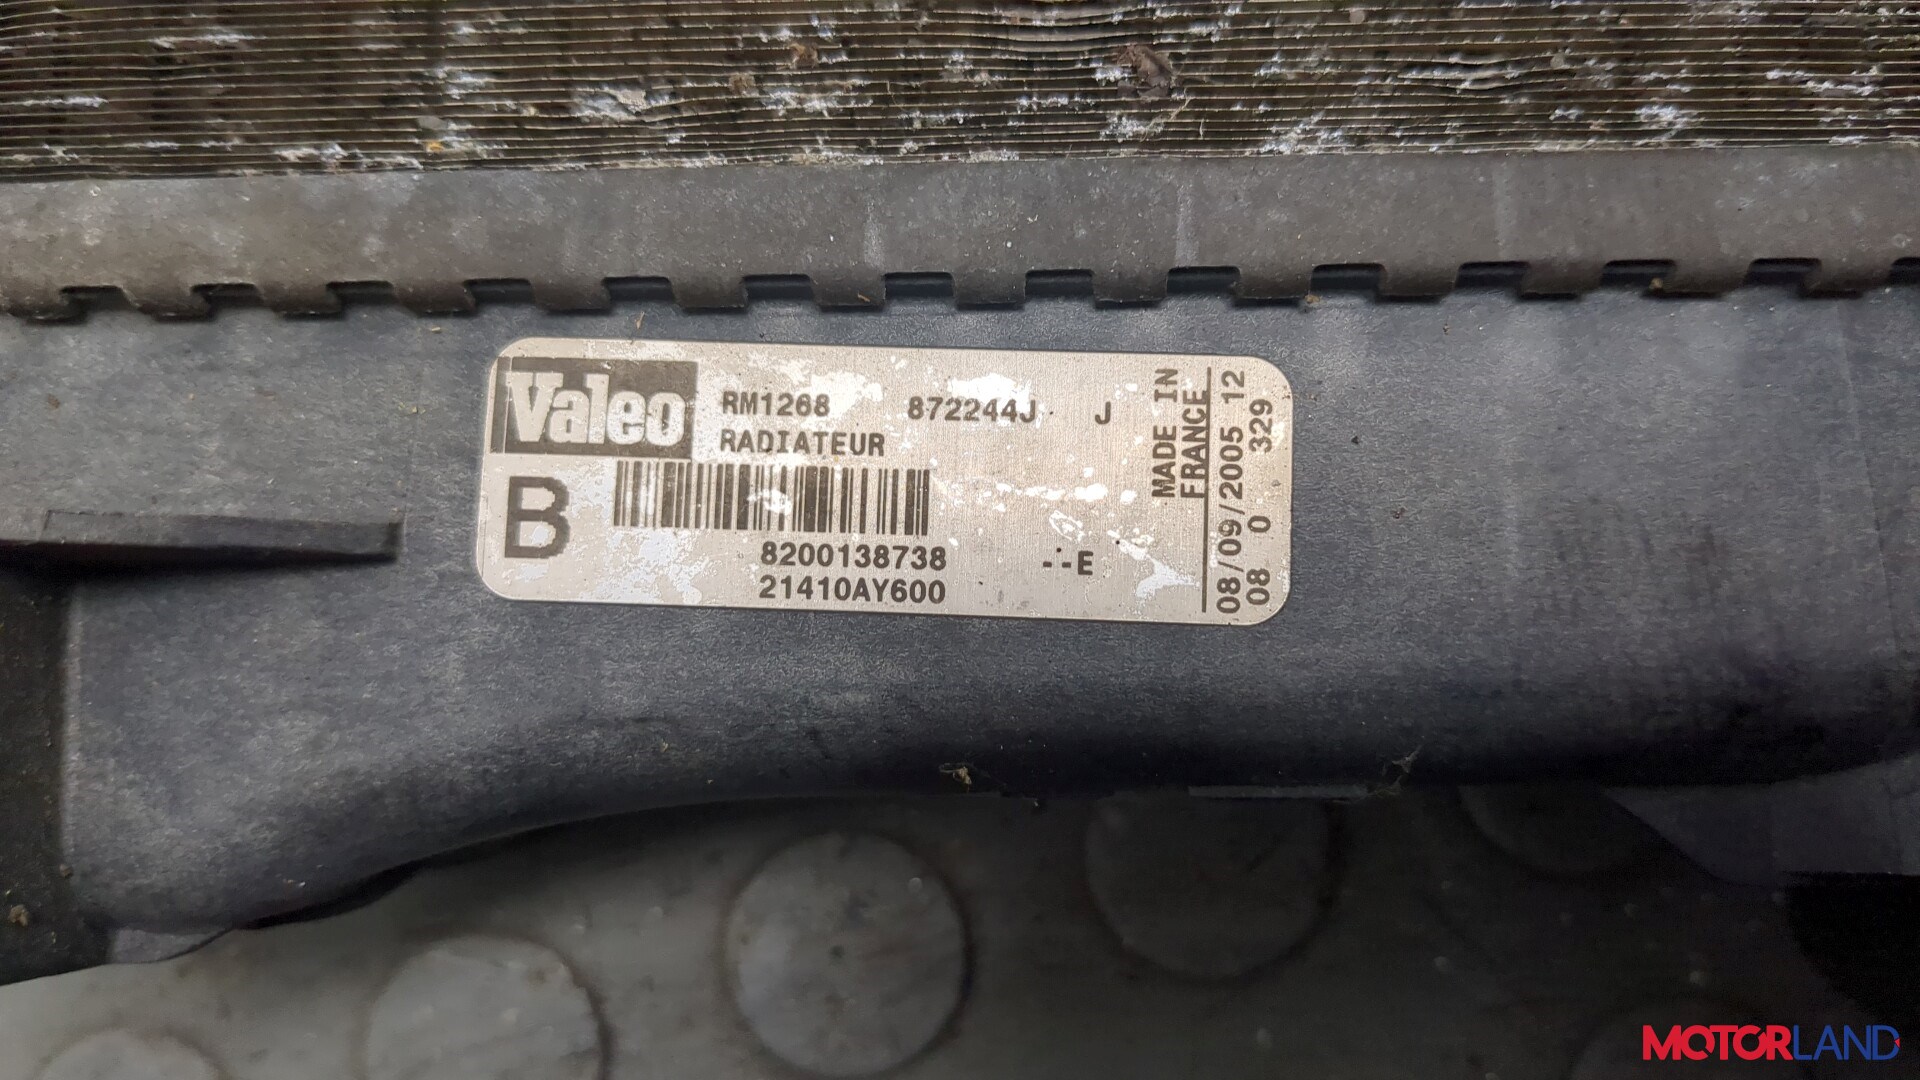 Valeo
RM1268 872244J J
RADIATEUR
B
8200138738
21410AY600
E
MADE IN
FRANCE
08/09/2005 12
08 0 329
MOTORLAND